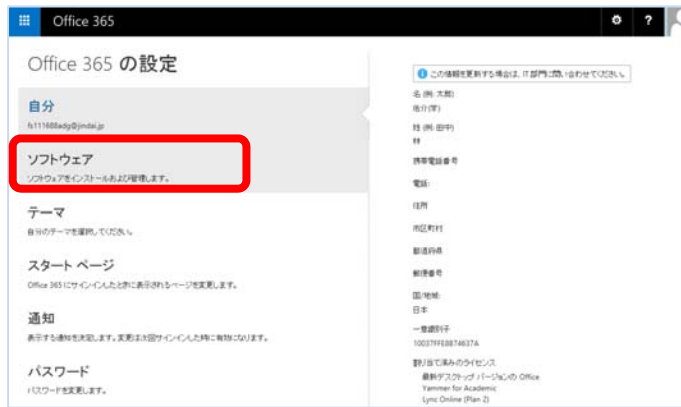 Office 365
?
Office 365 の設定
自分
ソフトウェア
ソフトウェアをインストールおよび管理します。
テーマ
自分のテーマを選択してください。
スタート ページ
Office 365 にサインインしたときに表示されるページを変更します。
通知
表示する通知を決定します。変更は次回サインインした時に有効になります。
パスワード
パスワードを変更します。
この情報を更新する場合は、IT 部門に問い合わせてください。
名 (例: 太郎)
姓 (例: 田中)
林
携帯電話番号
電話:
住所
市区町村
都道府県
郵便番号
国/地域:
日本
一意識別子
割り当て済みのライセンス
最新デスクトップ バージョンの Office
Yammer for Academic
Lync Online (Plan 2)